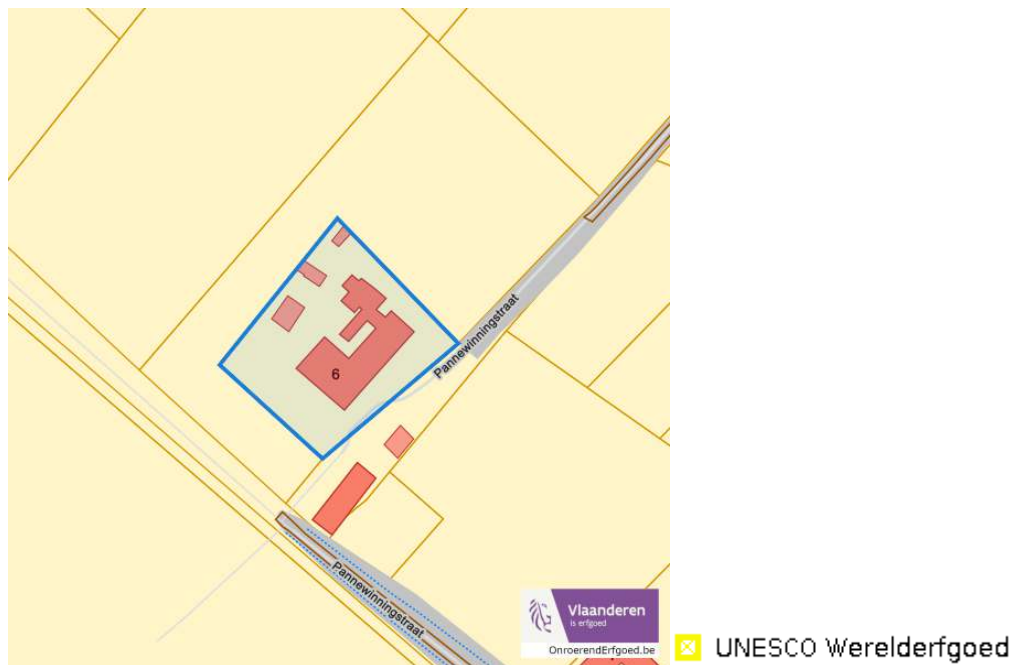 Pannewinningstraat
6
Pannewinningstraat
Vlaanderen
is erfgoed
OnroerendErfgoed.be
UNESCO Werelderfgoed